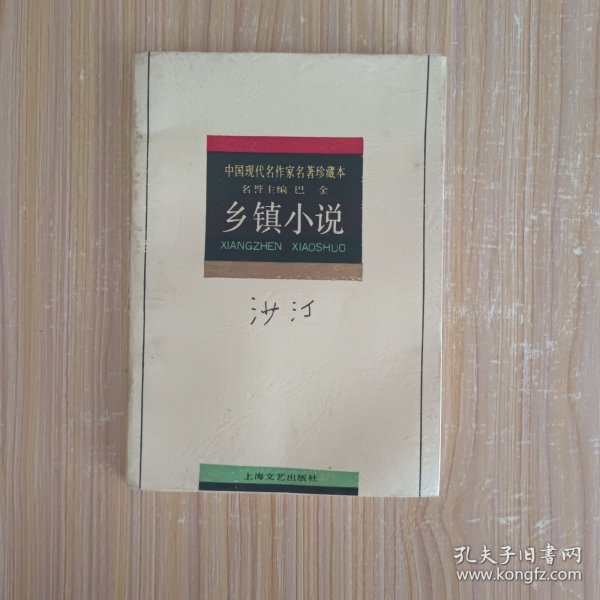 中国现代名作家名著珍藏本
名誉主编 巴金
乡镇小说
XIANGZHEN XIAOSHUO
沙汀
上海文艺出版社
孔夫子旧书网
www.kongfz.com